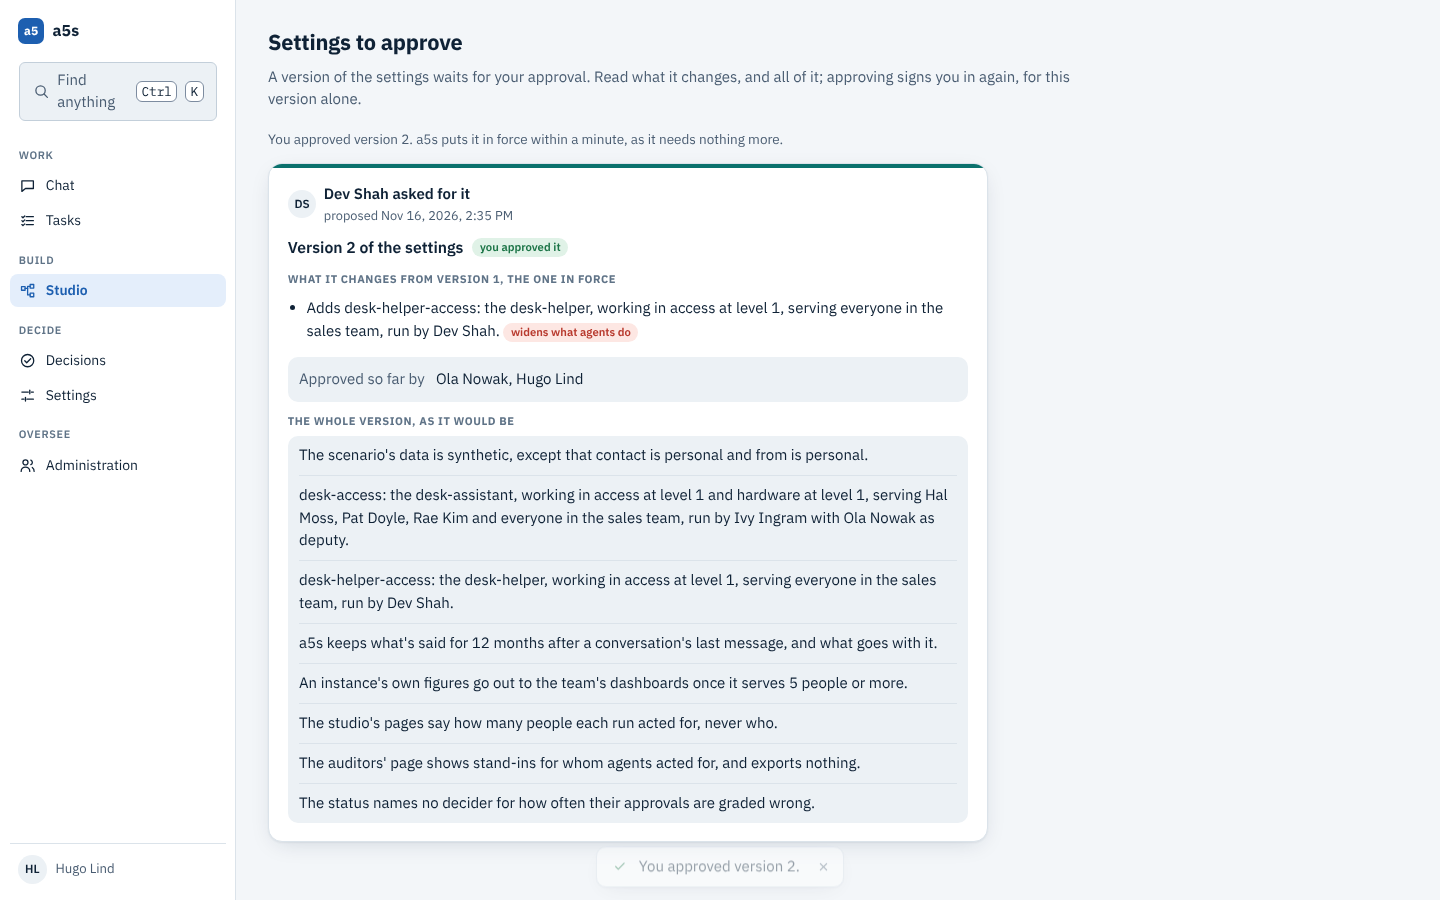 a5 a5s
Find
anything
Ctrl K
WORK
Chat
Tasks
BUILD
Studio
DECIDE
Decisions
Settings
OVERSEE
Administration
HL Hugo Lind
Settings to approve
A version of the settings waits for your approval. Read what it changes, and all of it; approving signs you in again, for this
version alone.
You approved version 2. a5s puts it in force within a minute, as it needs nothing more.
DS Dev Shah asked for it
proposed Nov 16, 2026, 2:35 PM
Version 2 of the settings you approved it
WHAT IT CHANGES FROM VERSION 1, THE ONE IN FORCE
• Adds desk-helper-access: the desk-helper, working in access at level 1, serving everyone in the
sales team, run by Dev Shah. widens what agents do
Approved so far by Ola Nowak, Hugo Lind
THE WHOLE VERSION, AS IT WOULD BE
The scenario's data is synthetic, except that contact is personal and from is personal.
desk-access: the desk-assistant, working in access at level 1 and hardware at level 1, serving Hal
Moss, Pat Doyle, Rae Kim and everyone in the sales team, run by Ivy Ingram with Ola Nowak as
deputy.
desk-helper-access: the desk-helper, working in access at level 1, serving everyone in the sales
team, run by Dev Shah.
a5s keeps what's said for 12 months after a conversation's last message, and what goes with it.
An instance's own figures go out to the team's dashboards once it serves 5 people or more.
The studio's pages say how many people each run acted for, never who.
The auditors' page shows stand-ins for whom agents acted for, and exports nothing.
The status names no decider for how often their approvals are graded wrong.
You approved version 2.